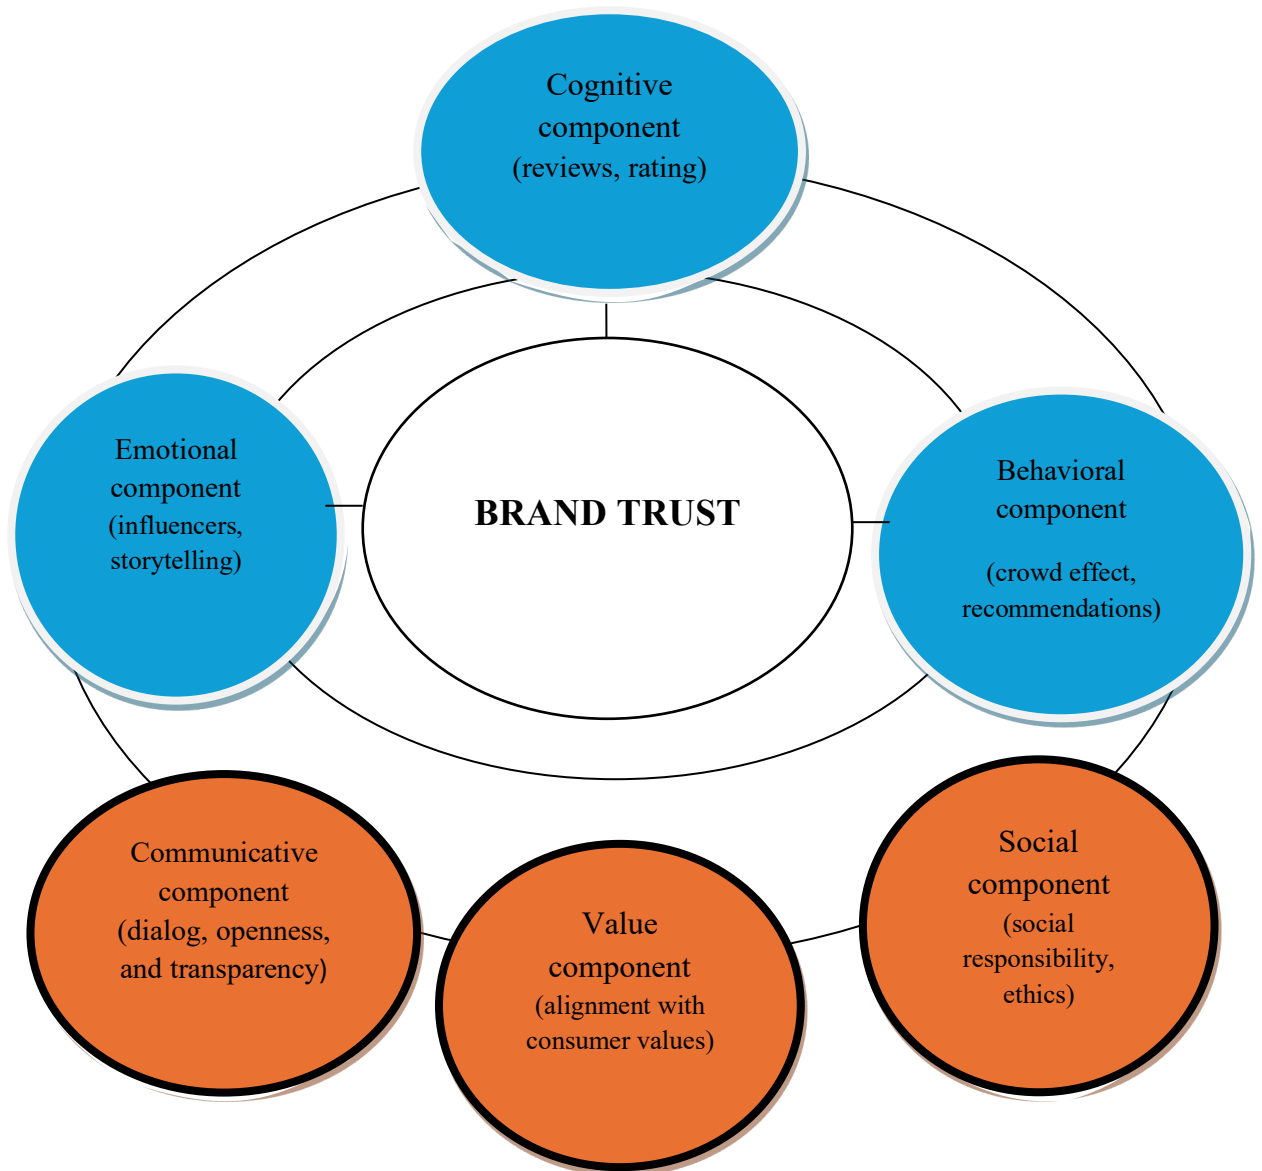 Cognitive
component
(reviews, rating)
Emotional
component
(influencers,
storytelling)
BRAND TRUST
Behavioral
component
(crowd effect,
recommendations)
Communicative
component
(dialog, openness,
and transparency)
Value
component
(alignment with
consumer values)
Social
component
(social
responsibility,
ethics)